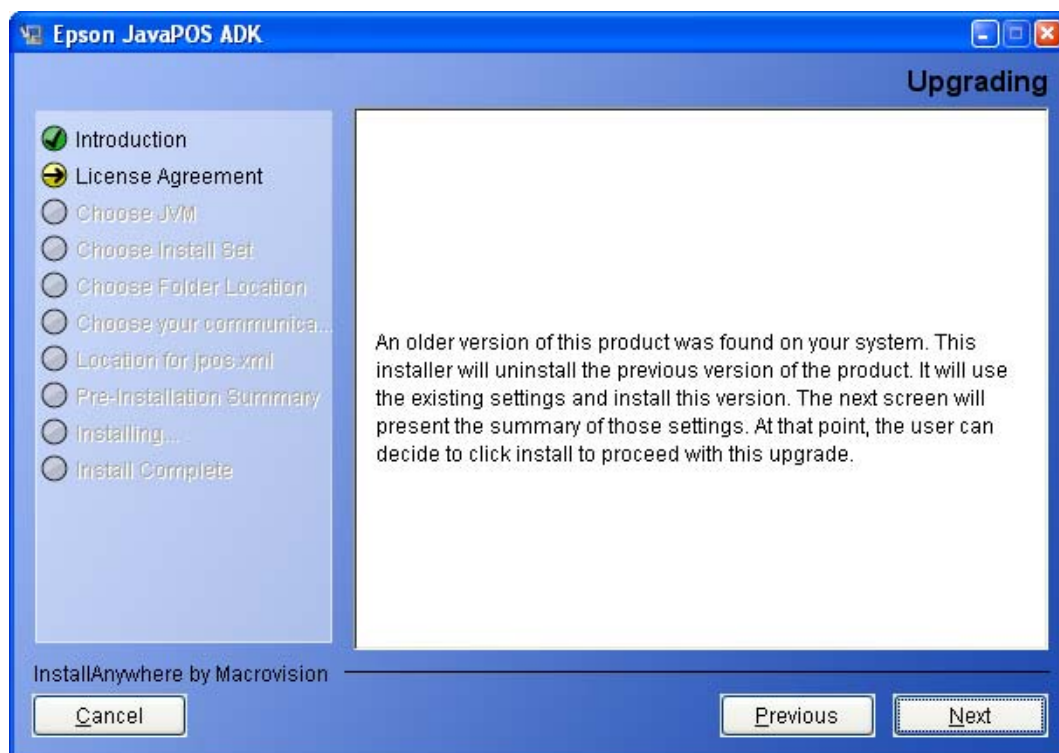 Epson JavaPOS ADK
Upgrading
Introduction
License Agreement
Choose JVM
Choose Install Set
Choose Folder Location
Choose your communica...
Location for jpos.xml
Pre-Installation Summary
Installing...
Install Complete
An older version of this product was found on your system. This
installer will uninstall the previous version of the product. It will use
the existing settings and install this version. The next screen will
present the summary of those settings. At that point, the user can
decide to click install to proceed with this upgrade.
InstallAnywhere by Macrovision
Cancel
Previous
Next